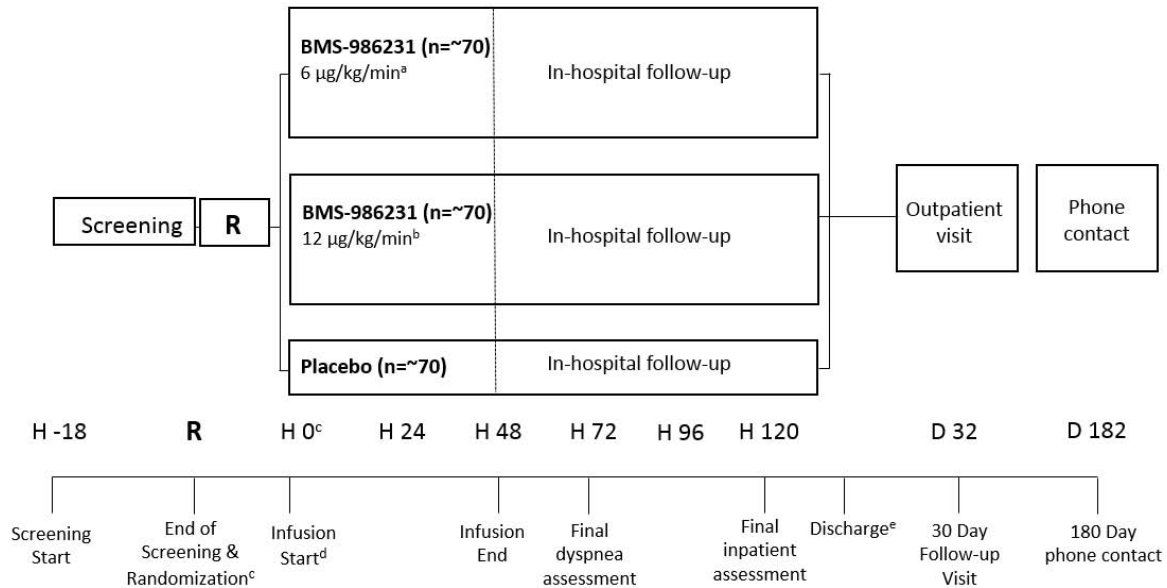 BMS-986231 (n=~70)
6 µg/kg/minᵃ
In-hospital follow-up
Screening
R
BMS-986231 (n=~70)
12 µg/kg/minᵇ
In-hospital follow-up
Outpatient
visit
Phone
contact
Placebo (n=~70)
In-hospital follow-up
H -18
R
H 0ᶜ
H 24
H 48
H 72
H 96
H 120
D 32
D 182
Screening
Start
End of
Screening &
Randomizationᶜ
Infusion
Startᵈ
Infusion
End
Final
dyspnea
assessment
Final
inpatient
assessment
Dischargeᵉ
30 Day
Follow-up
Visit
180 Day
phone contact